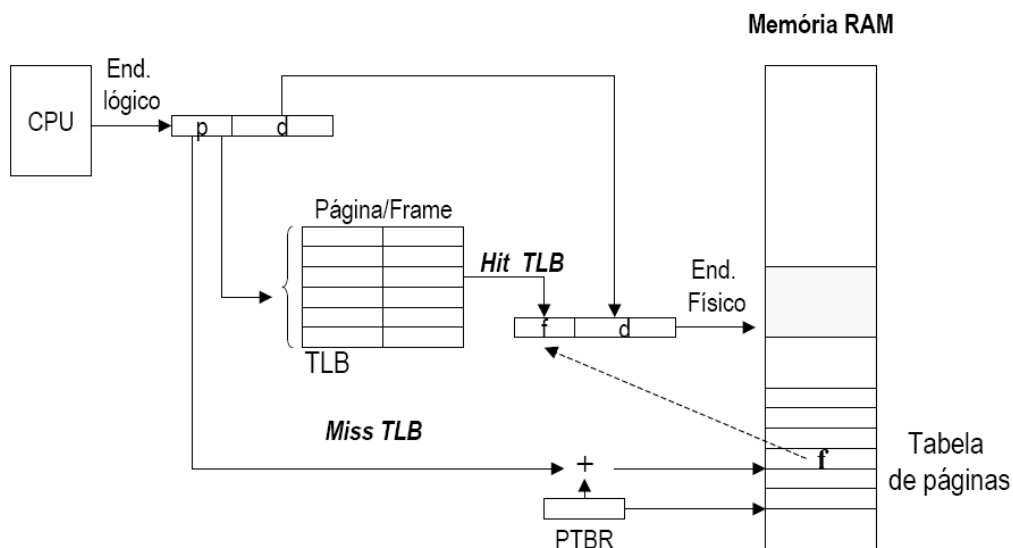 Memória RAM
End.
lógico
CPU
p d
Página/Frame
Hit TLB
End.
Físico
f d
TLB
Miss TLB
f
+
Tabela
de páginas
PTBR